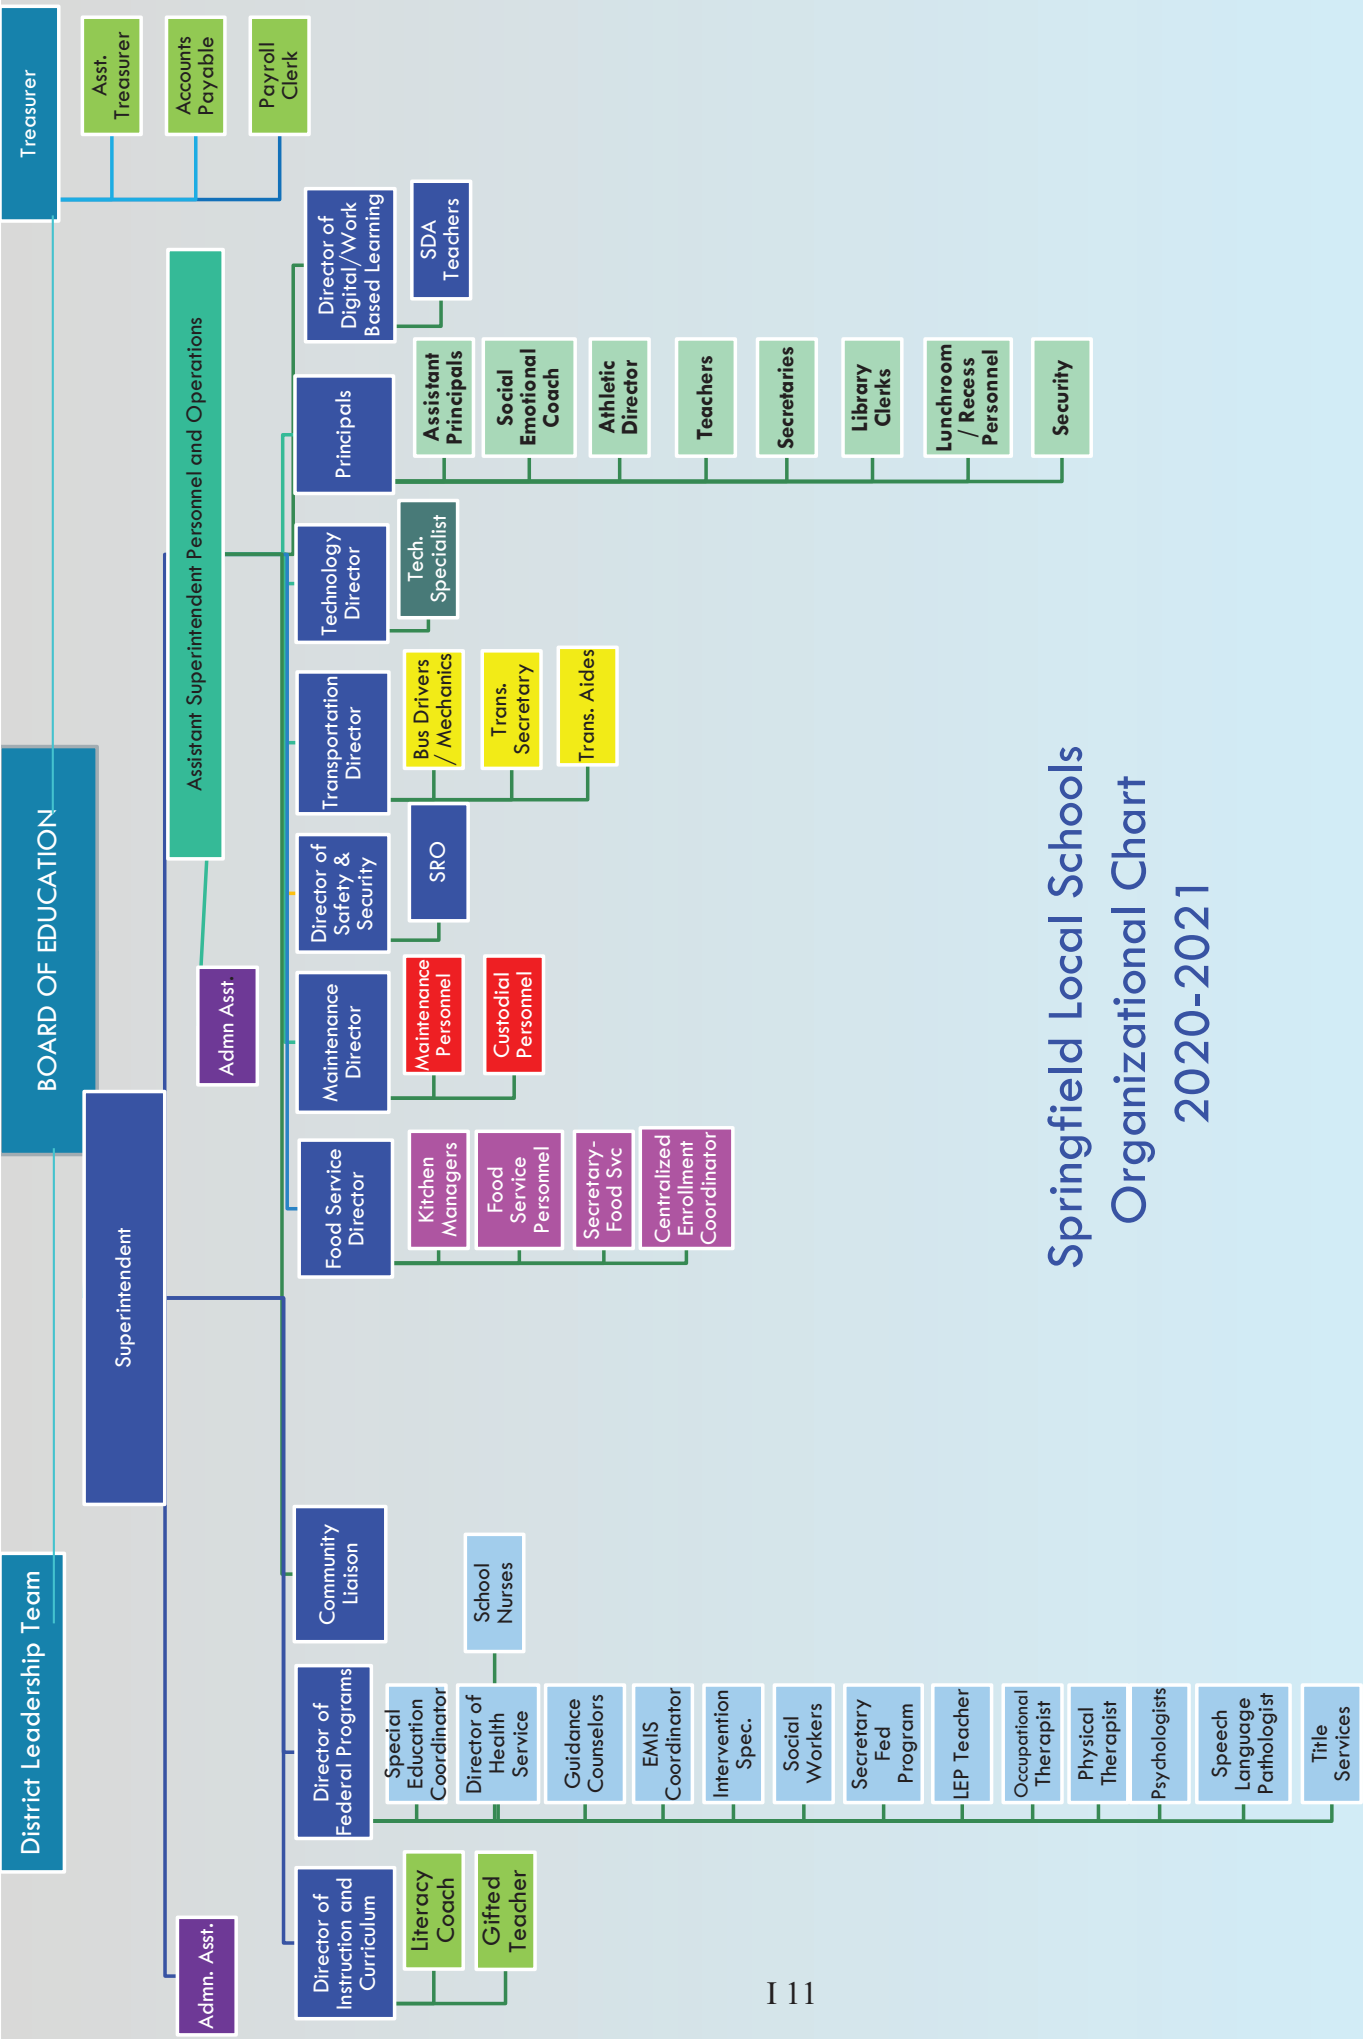 District Leadership Team
BOARD OF EDUCATION
Treasurer
Superintendent
Asst.
Treasurer
Accounts
Payable
Payroll
Clerk
Admn. Asst.
Admn Asst.
Assistant Superintendent Personnel and Operations
Director of
Instruction and
Curriculum
Literacy
Coach
Gifted
Teacher
Director of
Federal Programs
Special
Education
Coordinator
Director of
Health
Service
School
Nurses
Guidance
Counselors
EMIS
Coordinator
Intervention
Spec.
Social
Workers
Secretary
Fed
Program
LEP Teacher
Occupational
Therapist
Physical
Therapist
Psychologists
Speech
Language
Pathologist
Title
Services
Community
Liaison
Food Service
Director
Kitchen
Managers
Food
Service
Personnel
Secretary-
Food Svc
Centralized
Enrollment
Coordinator
Maintenance
Director
Maintenance
Personnel
Custodial
Personnel
Director of
Safety &
Security
SRO
Transportation
Director
Bus Drivers
/ Mechanics
Trans.
Secretary
Trans. Aides
Technology
Director
Tech.
Specialist
Principals
Assistant
Principals
Social
Emotional
Coach
Athletic
Director
Teachers
Secretaries
Library
Clerks
Lunchroom
/ Recess
Personnel
Security
Director of
Digital/Work
Based Learning
SDA
Teachers
Springfield Local Schools
Organizational Chart
2020-2021
I 11